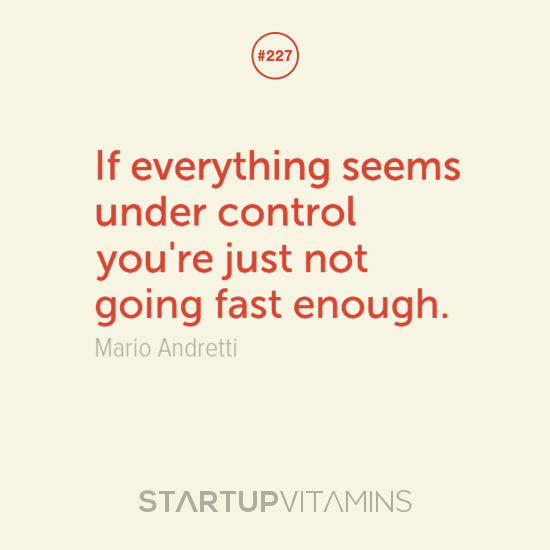 #227
If everything seems
under control
you're just not
going fast enough.
Mario Andretti
STARTUPVITAMINS